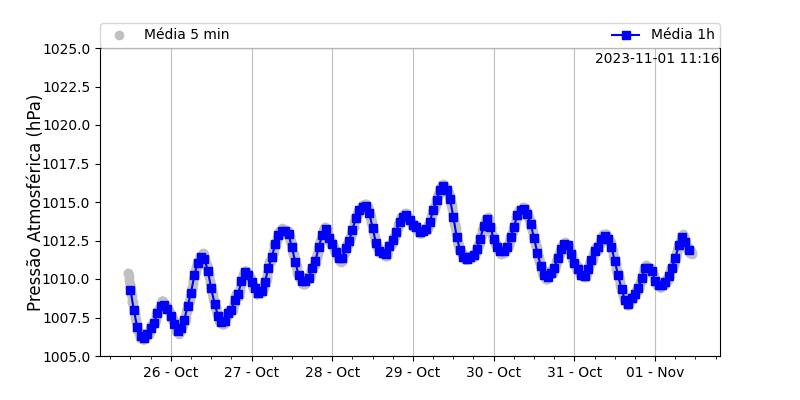 Média 5 min
Média 1h
2023-11-01 11:16
Pressão Atmosférica (hPa)
1025.0
1022.5
1020.0
1017.5
1015.0
1012.5
1010.0
1007.5
1005.0
26 - Oct
27 - Oct
28 - Oct
29 - Oct
30 - Oct
31 - Oct
01 - Nov